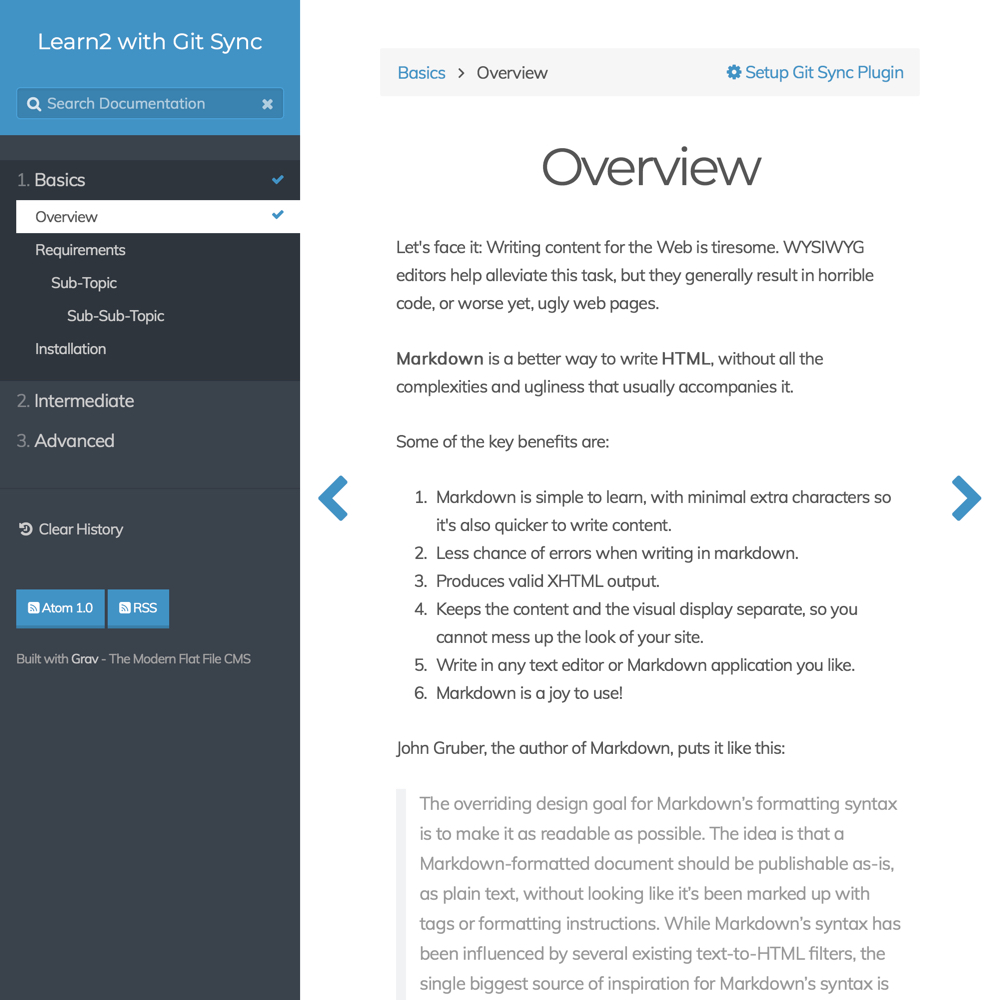 Learn2 with Git Sync
Search Documentation
1. Basics
Overview
Requirements
Sub-Topic
Sub-Sub-Topic
Installation
2. Intermediate
3. Advanced
Clear History
Atom 1.0 RSS
Built with Grav - The Modern Flat File CMS
Basics > Overview
Setup Git Sync Plugin
Overview
Let's face it: Writing content for the Web is tiresome. WYSIWYG
editors help alleviate this task, but they generally result in horrible
code, or worse yet, ugly web pages.
Markdown is a better way to write HTML, without all the
complexities and ugliness that usually accompanies it.
Some of the key benefits are:
1. Markdown is simple to learn, with minimal extra characters so
it's also quicker to write content.
2. Less chance of errors when writing in markdown.
3. Produces valid XHTML output.
4. Keeps the content and the visual display separate, so you
cannot mess up the look of your site.
5. Write in any text editor or Markdown application you like.
6. Markdown is a joy to use!
John Gruber, the author of Markdown, puts it like this:
The overriding design goal for Markdown’s formatting syntax
is to make it as readable as possible. The idea is that a
Markdown-formatted document should be publishable as-is,
as plain text, without looking like it’s been marked up with
tags or formatting instructions. While Markdown’s syntax has
been influenced by several existing text-to-HTML filters, the
single biggest source of inspiration for Markdown’s syntax is